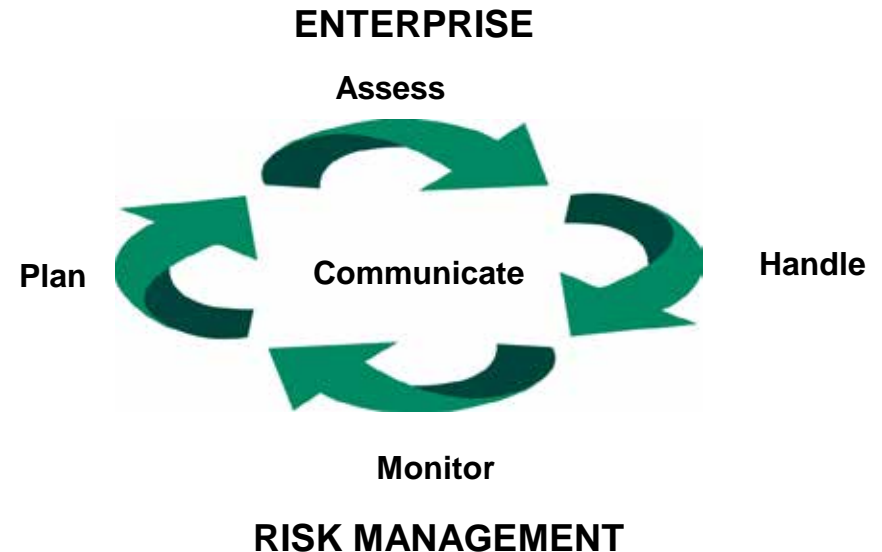 ENTERPRISE
Assess
Plan
Communicate
Handle
Monitor
RISK MANAGEMENT